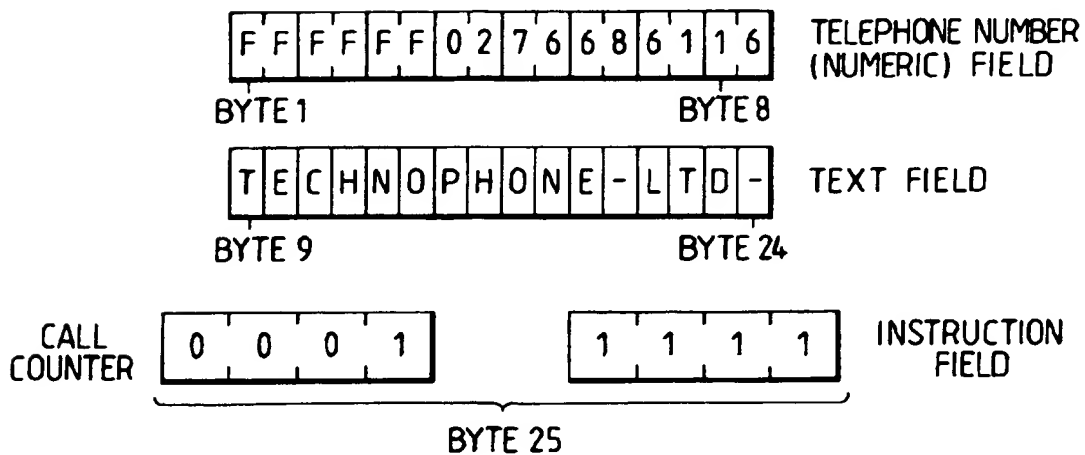 F F F F F F 0 2 7 6 6 8 6 1 1 6 TELEPHONE NUMBER
(NUMERIC) FIELD
BYTE 1 BYTE 8
T E C H N O P H O N E - L T D - TEXT FIELD
BYTE 9 BYTE 24
CALL COUNTER 0 0 0 1 1 1 1 1 INSTRUCTION FIELD
BYTE 25